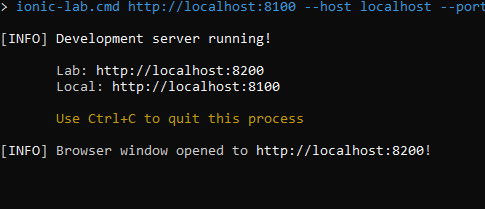 > ionic-lab.cmd http://localhost:8100 --host localhost --port
[INFO] Development server running!
Lab: http://localhost:8200
Local: http://localhost:8100
Use Ctrl+C to quit this process
[INFO] Browser window opened to http://localhost:8200!